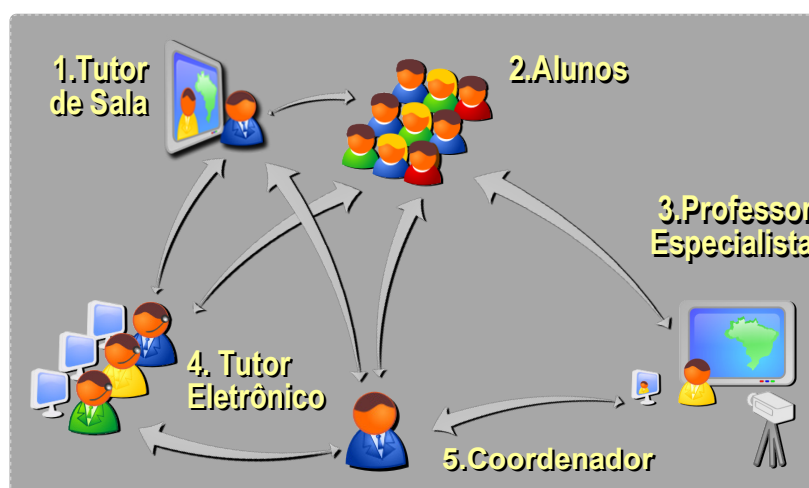 1.Tutor
de Sala
2.Alunos
3.Professor
Especialista
4. Tutor
Eletrônico
5.Coordenador